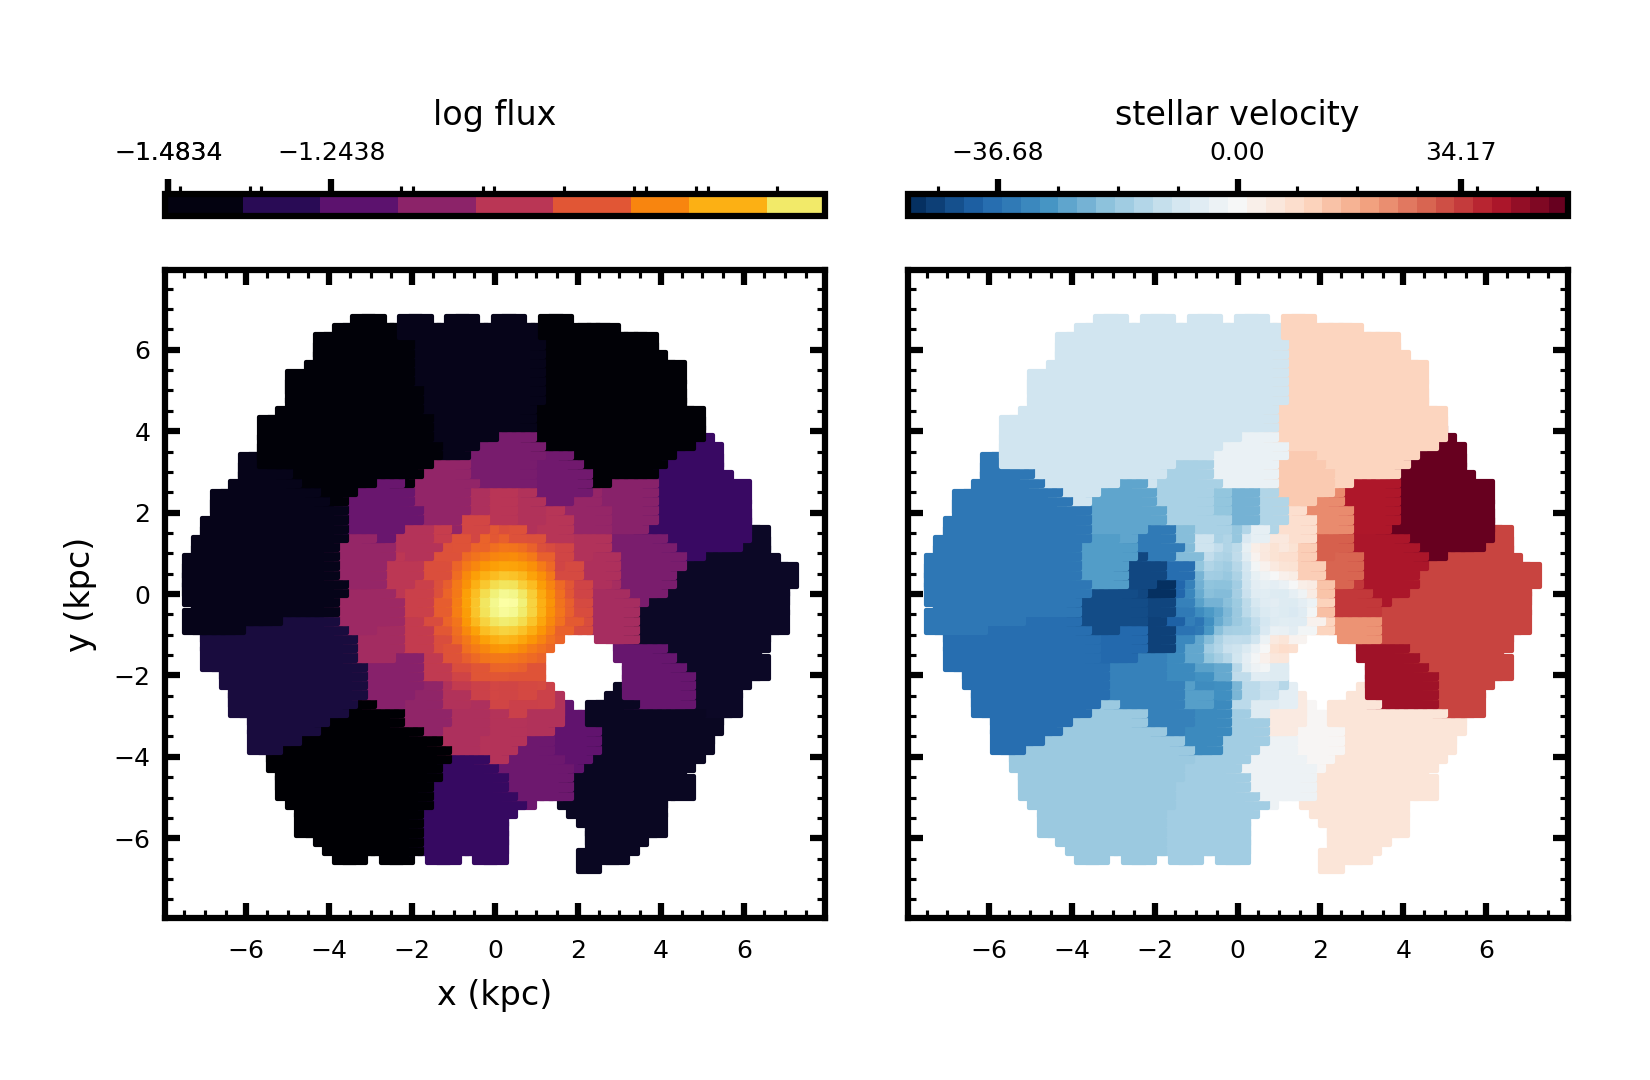 log flux
stellar velocity
−1.4834 −1.2438
−36.68 0.00 34.17
6
4
2
0
−2
−4
−6
y (kpc)
−6 −4 −2 0 2 4 6
−6 −4 −2 0 2 4 6
x (kpc)